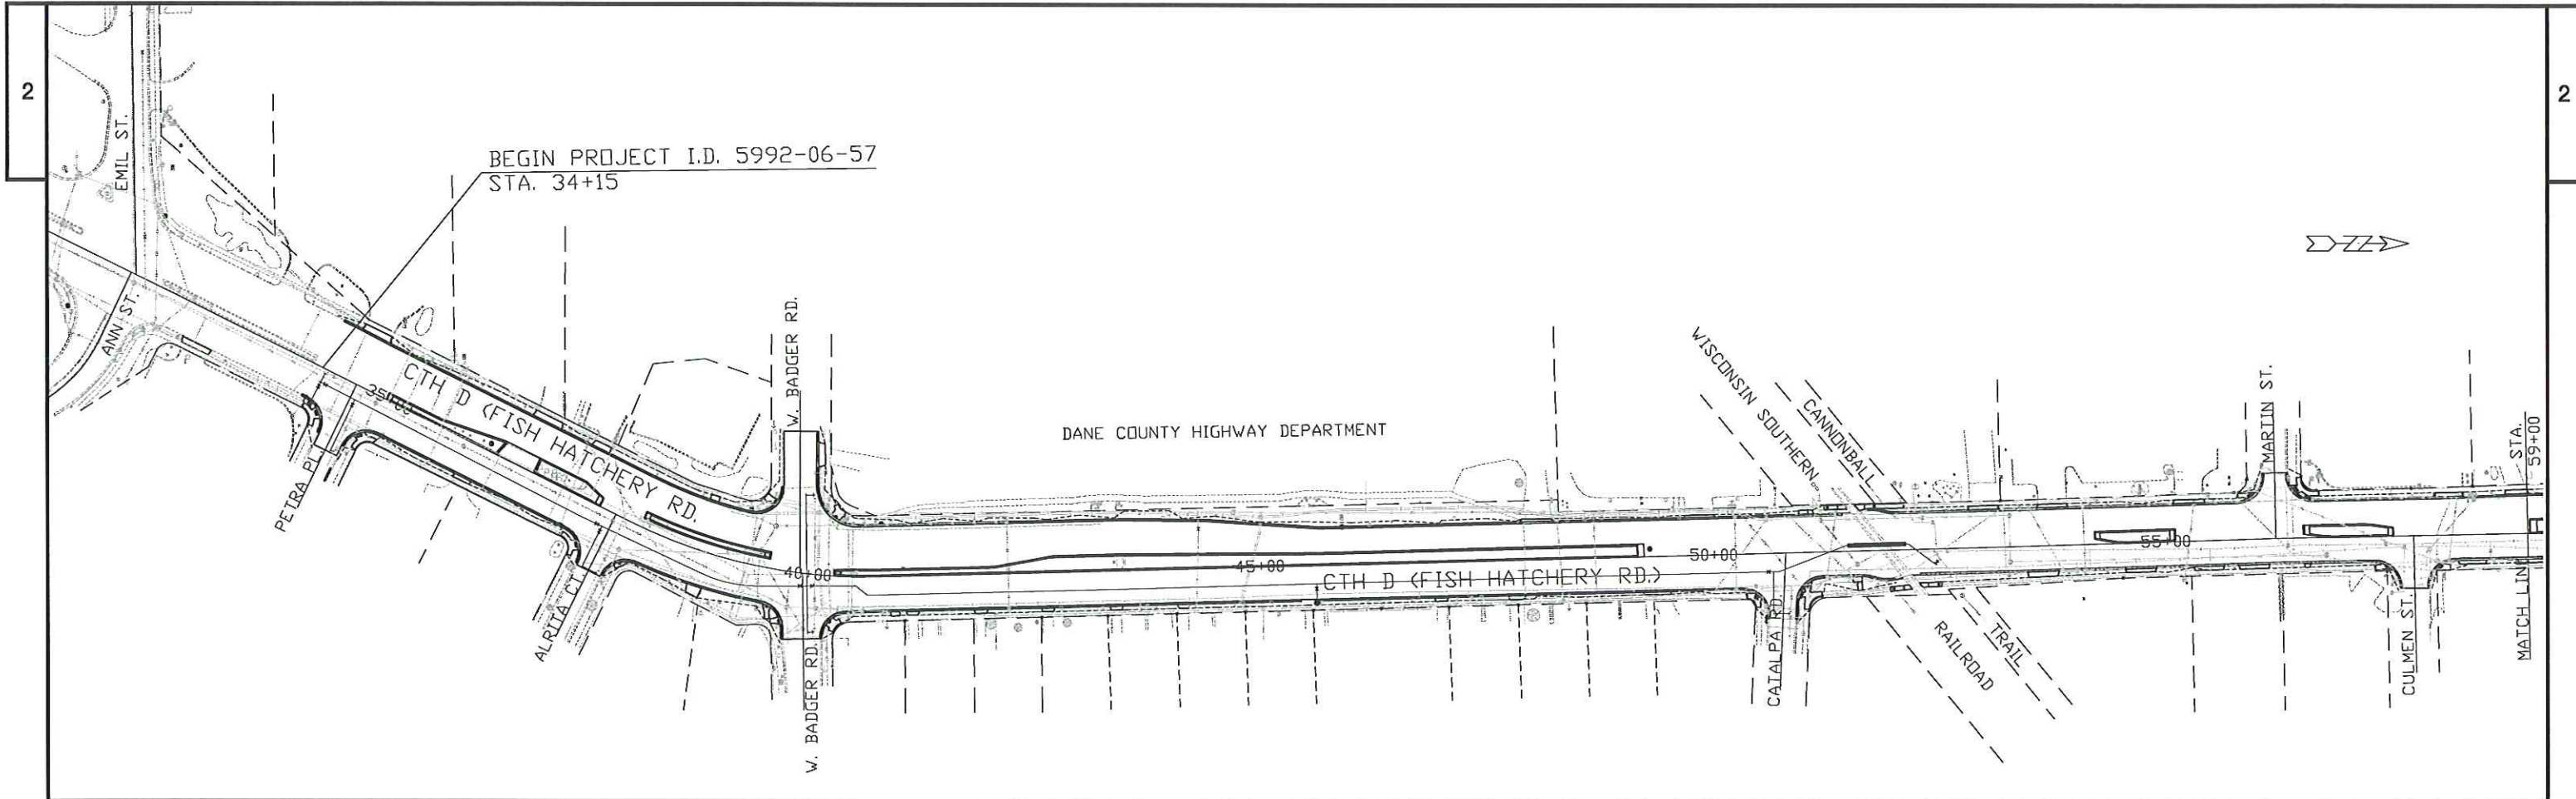 2
2
EMIL ST.
ANN ST.
BEGIN PROJECT I.D. 5992-06-57
STA. 34+15
35+00
CTH D (FISH HATCHERY RD.)
PETRA PL.
ALRITA CT.
W. BADGER RD.
40+00
W. BADGER RD.
DANE COUNTY HIGHWAY DEPARTMENT
45+00
CTH D (FISH HATCHERY RD.)
50+00
CATALPA RD.
WISCONSIN SOUTHERN
CANNONBALL
RAILROAD
TRAIL
55+00
MARTIN ST.
CULMEN ST.
STA.
59+00
MATCH LINE